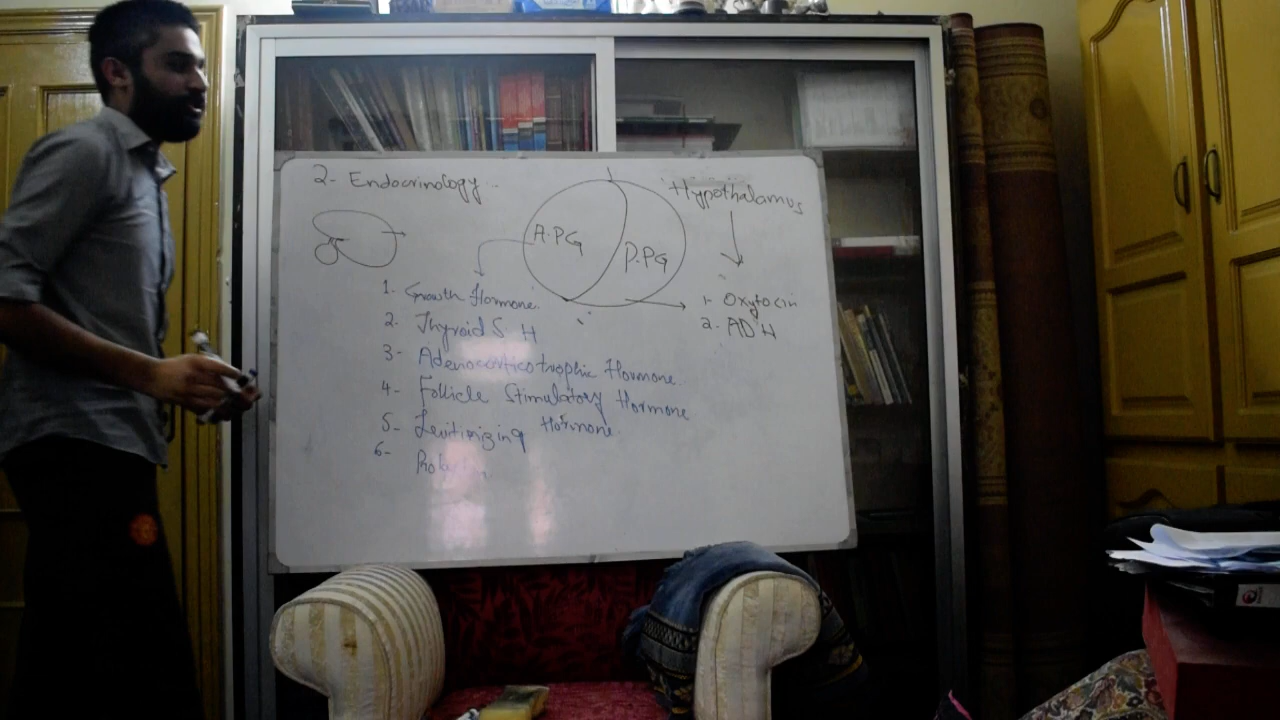 2- Endocrinology
Hypothalamus
A.PG
P.PG
1. Growth Hormone.
2. Thyroid S H
3- Adenocorticotrophic Hormone.
4- Follicle Stimulatory Hormone
5- Leutinizing Hormone
6- Prolactin
1- Oxytocin
2. ADH